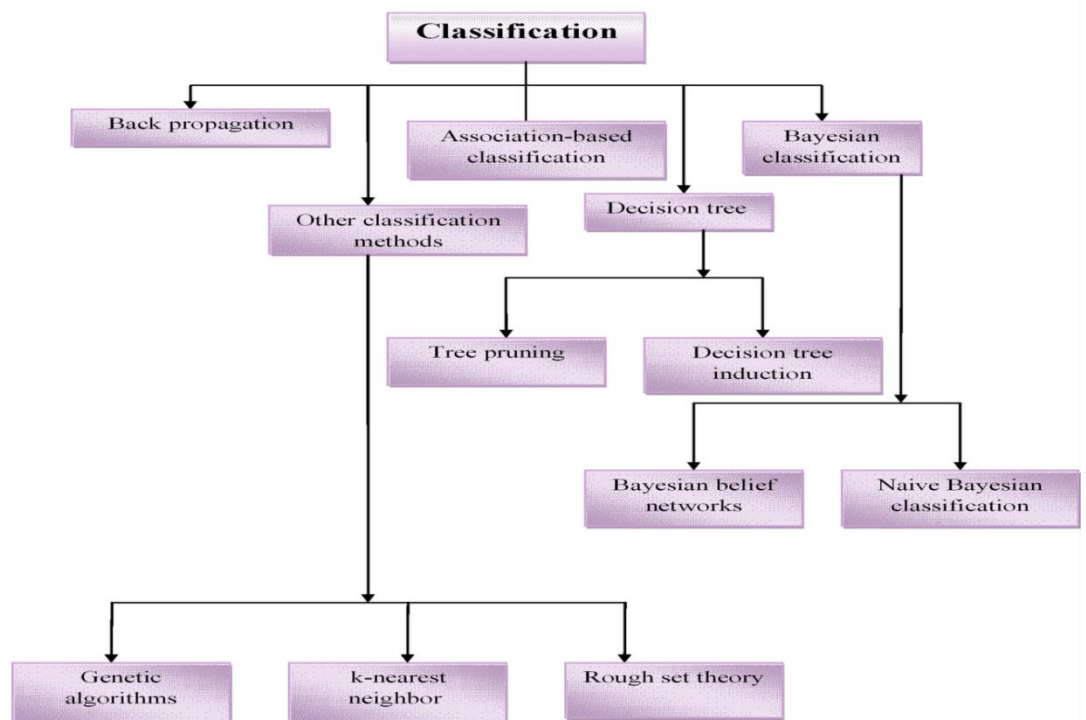 Classification
Back propagation
Association-based
classification
Bayesian
classification
Other classification
methods
Decision tree
Tree pruning
Decision tree
induction
Bayesian belief
networks
Naive Bayesian
classification
Genetic
algorithms
k-nearest
neighbor
Rough set theory